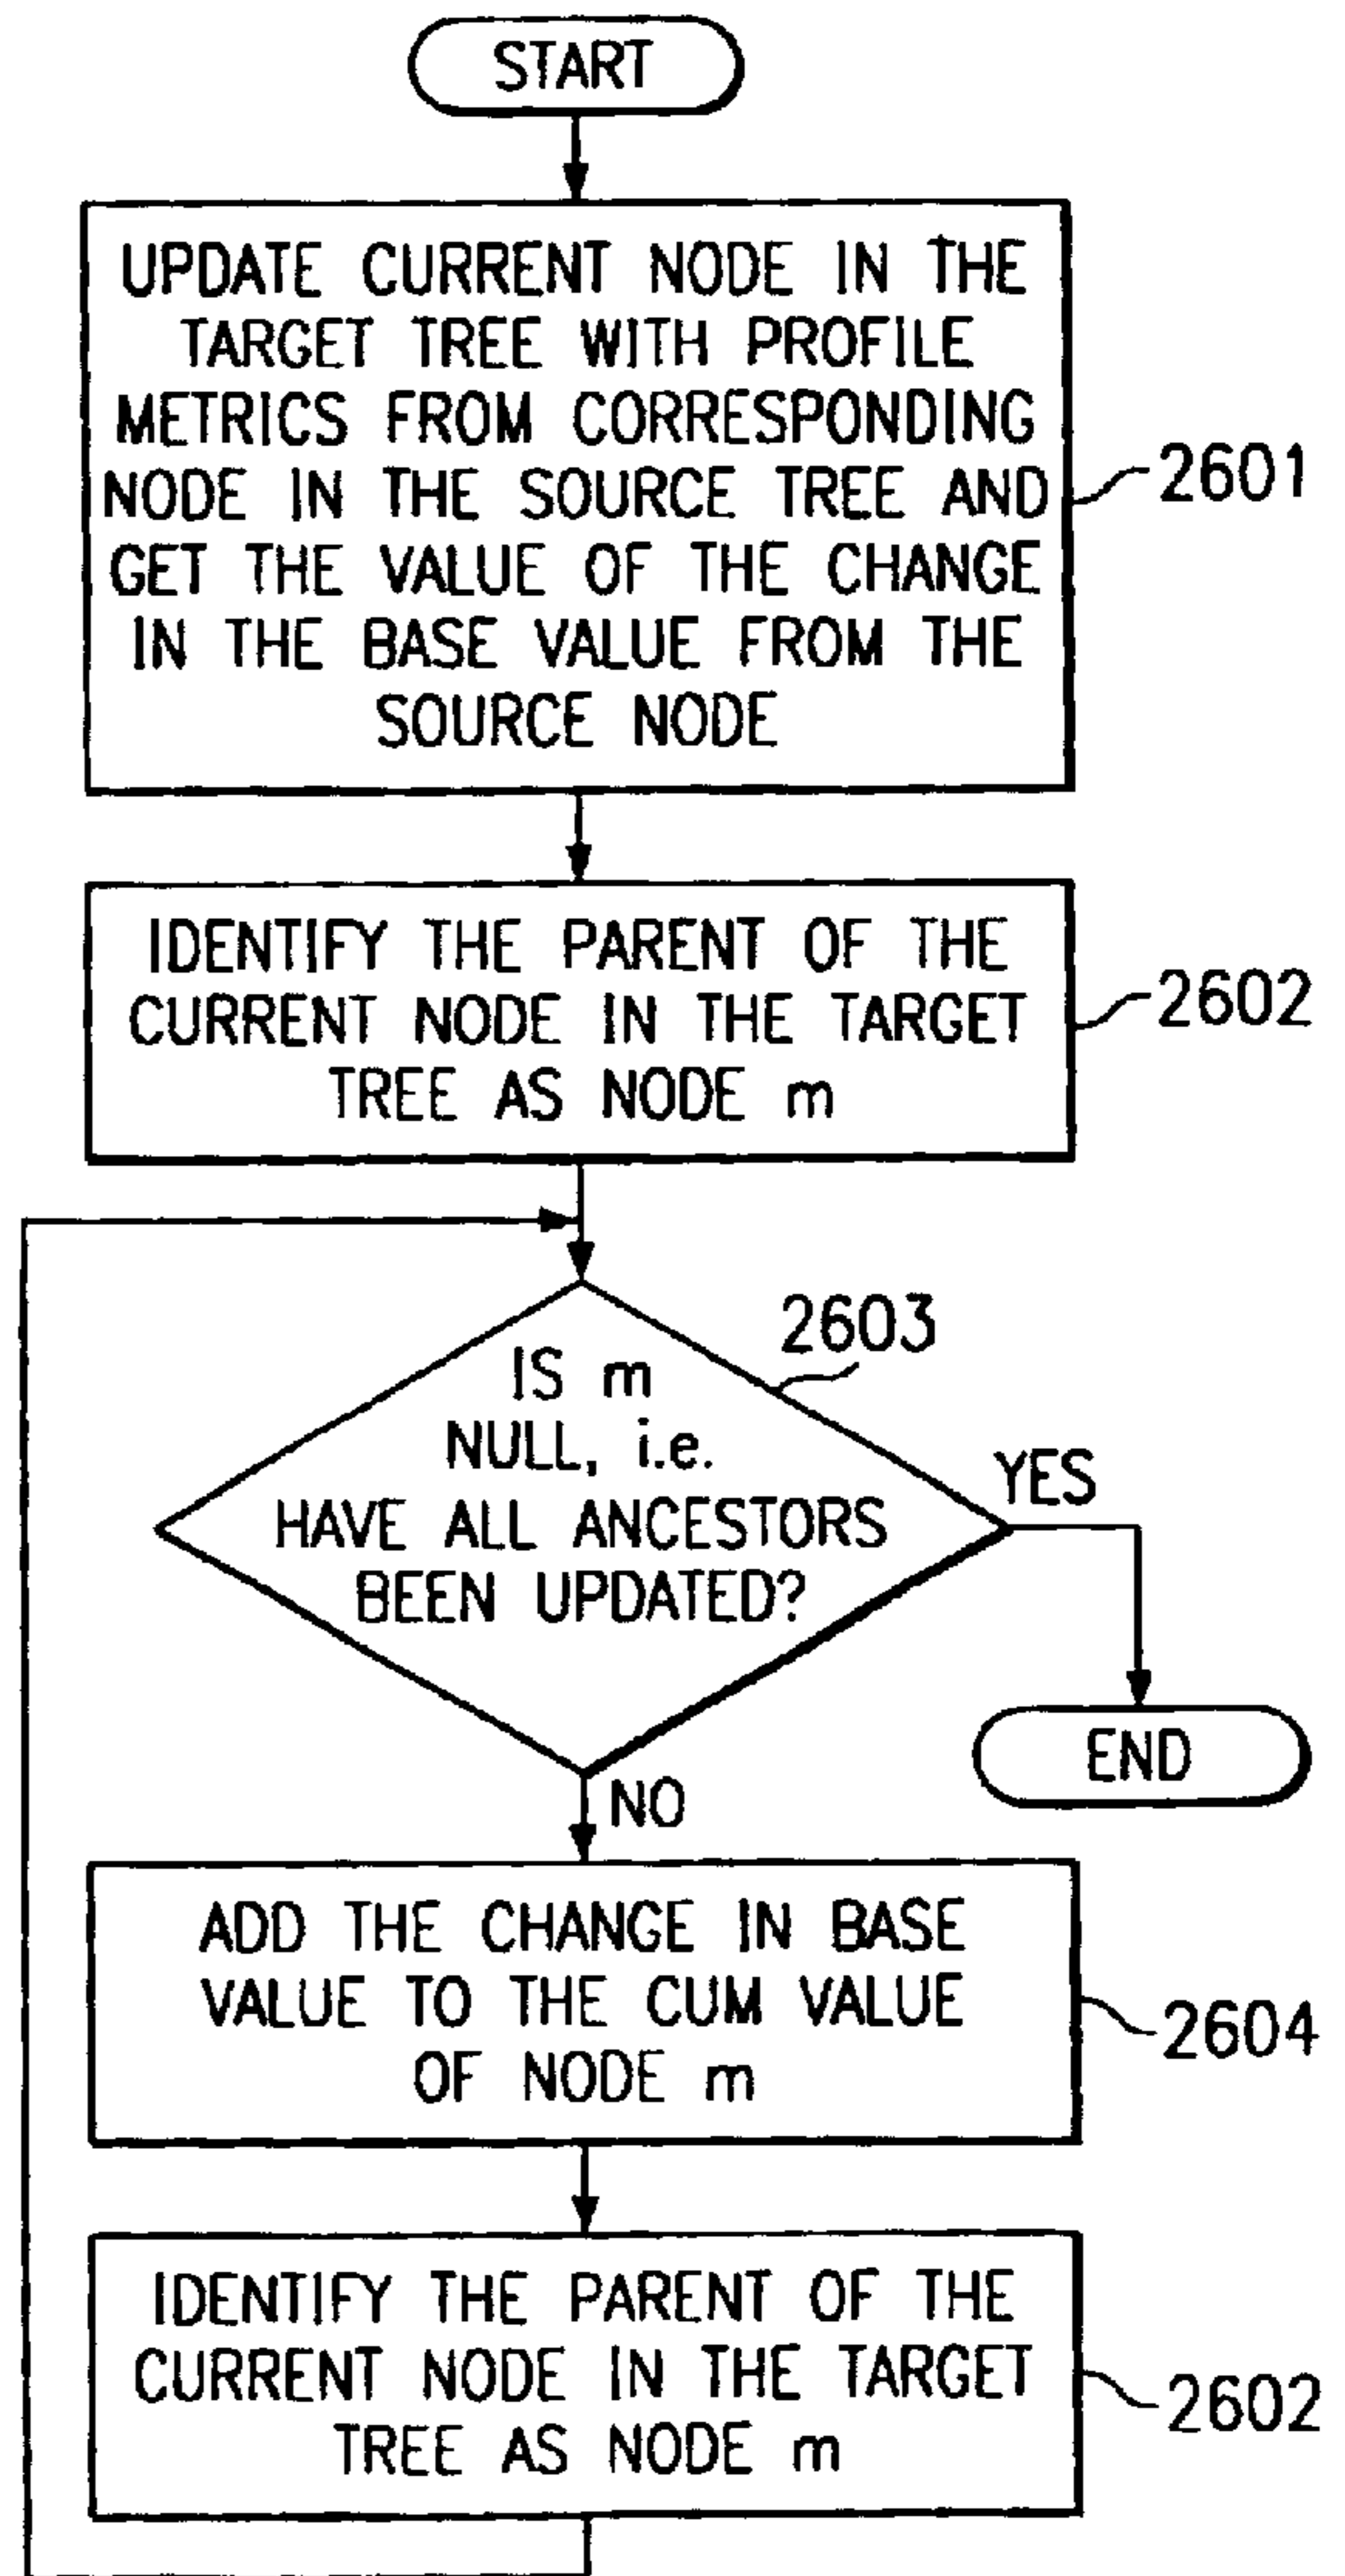 START
UPDATE CURRENT NODE IN THE
TARGET TREE WITH PROFILE
METRICS FROM CORRESPONDING
NODE IN THE SOURCE TREE AND
GET THE VALUE OF THE CHANGE
IN THE BASE VALUE FROM THE
SOURCE NODE
2601
IDENTIFY THE PARENT OF THE
CURRENT NODE IN THE TARGET
TREE AS NODE m
2602
2603
IS m
NULL, i.e.
HAVE ALL ANCESTORS
BEEN UPDATED?
YES
END
NO
ADD THE CHANGE IN BASE
VALUE TO THE CUM VALUE
OF NODE m
2604
IDENTIFY THE PARENT OF THE
CURRENT NODE IN THE TARGET
TREE AS NODE m
2602